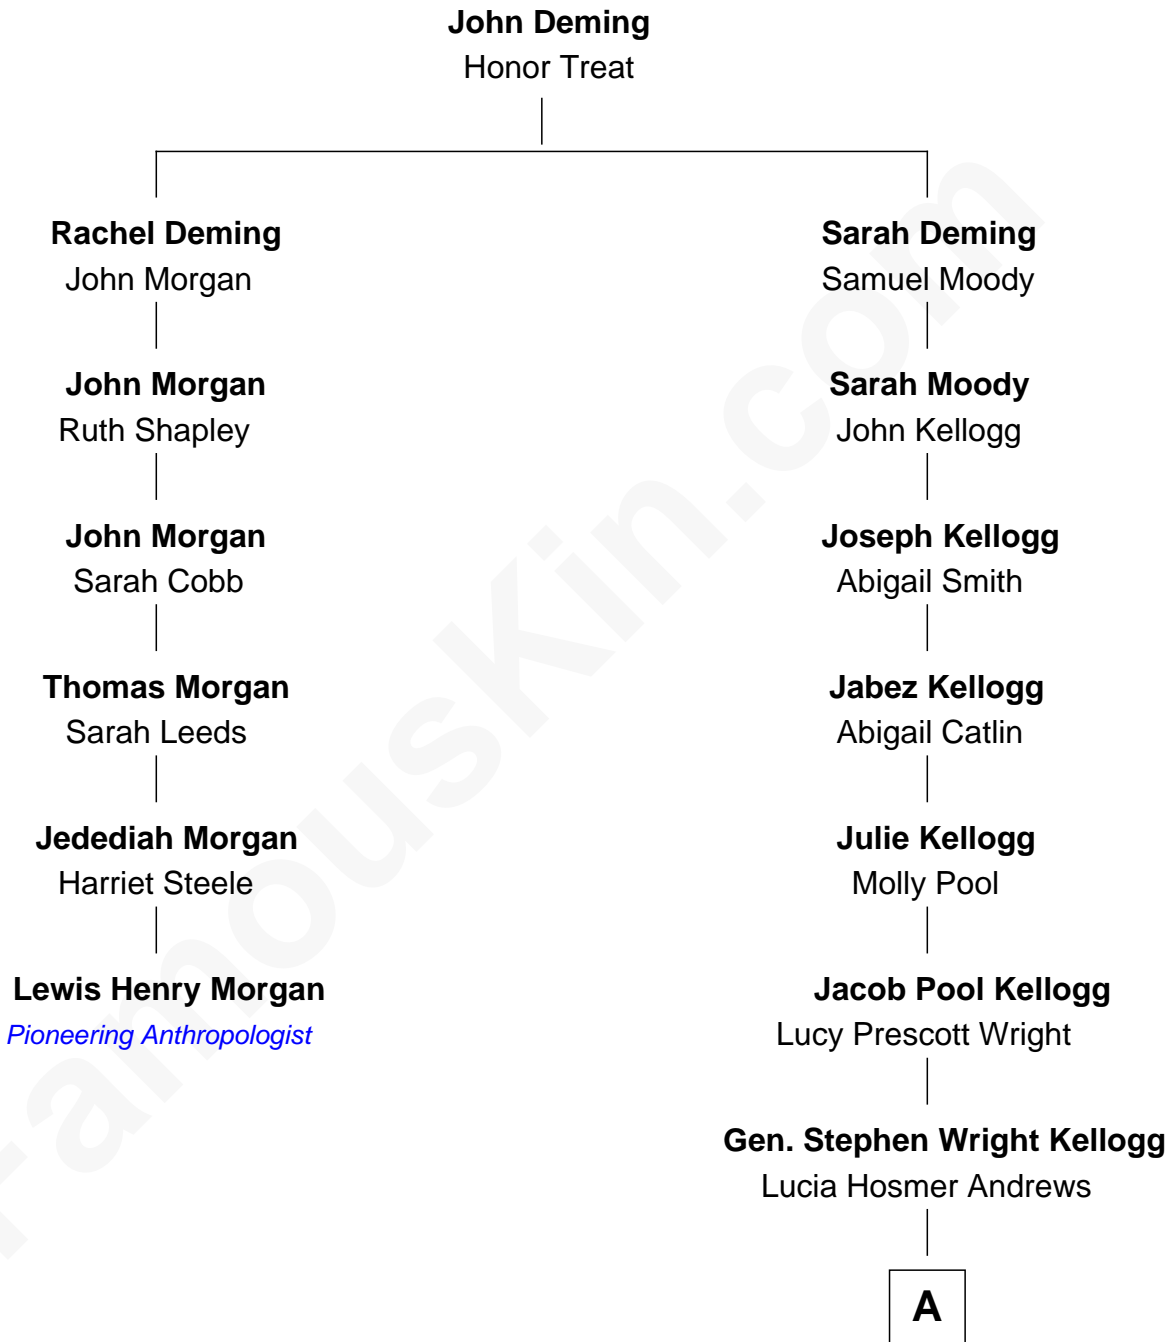 John Deming
Honor Treat
Rachel Deming
John Morgan
Sarah Deming
Samuel Moody
John Morgan
Ruth Shapley
Sarah Moody
John Kellogg
John Morgan
Sarah Cobb
Joseph Kellogg
Abigail Smith
Thomas Morgan
Sarah Leeds
Jabez Kellogg
Abigail Catlin
Jedediah Morgan
Harriet Steele
Julie Kellogg
Molly Pool
Lewis Henry Morgan
Pioneering Anthropologist
Jacob Pool Kellogg
Lucy Prescott Wright
Gen. Stephen Wright Kellogg
Lucia Hosmer Andrews
A
FamousKin.com